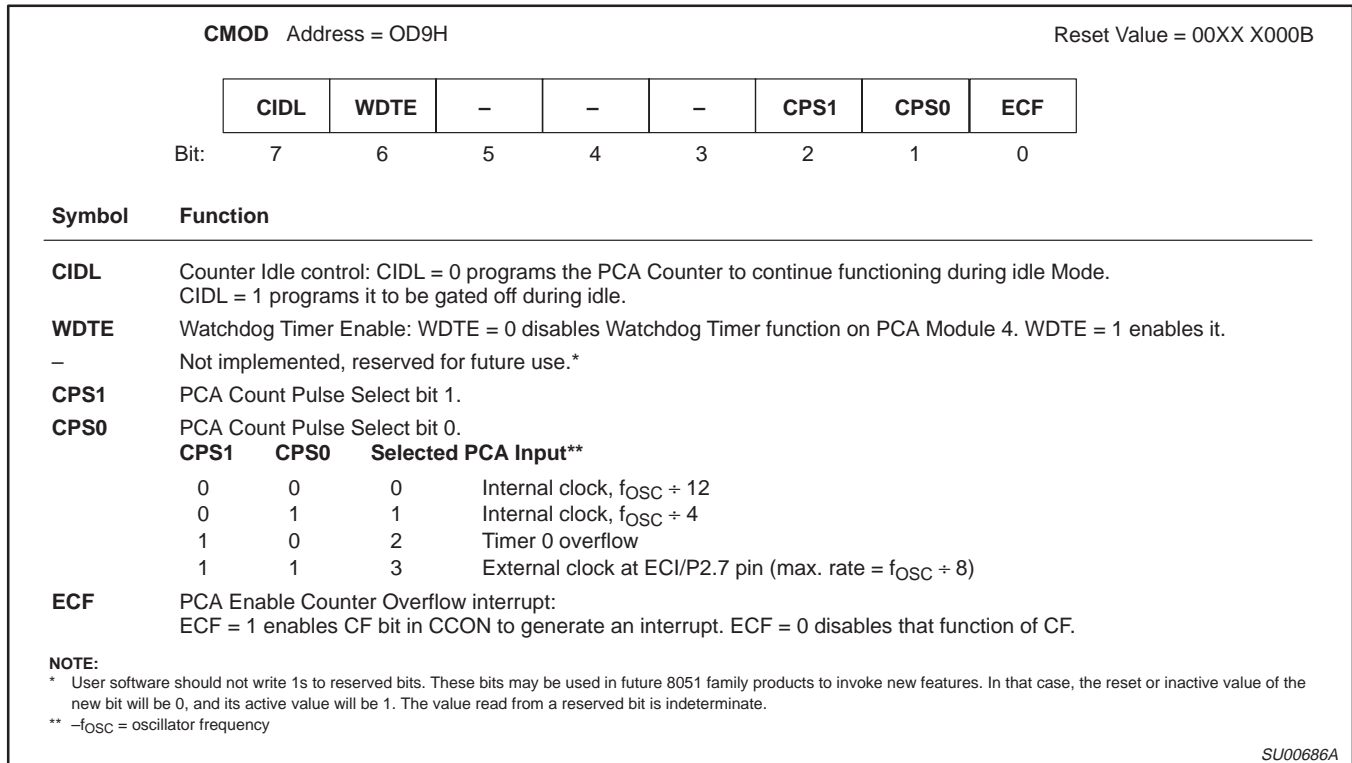 CMOD Address = OD9H Reset Value = 00XX X000B
CIDL WDTE – – – CPS1 CPS0 ECF
Bit: 7 6 5 4 3 2 1 0
Symbol Function
CIDL Counter Idle control: CIDL = 0 programs the PCA Counter to continue functioning during idle Mode.
CIDL = 1 programs it to be gated off during idle.
WDTE Watchdog Timer Enable: WDTE = 0 disables Watchdog Timer function on PCA Module 4. WDTE = 1 enables it.
– Not implemented, reserved for future use.*
CPS1 PCA Count Pulse Select bit 1.
CPS0 PCA Count Pulse Select bit 0.
CPS1 CPS0 Selected PCA Input**
0 0 0 Internal clock, fOSC ÷ 12
0 1 1 Internal clock, fOSC ÷ 4
1 0 2 Timer 0 overflow
1 1 3 External clock at ECI/P2.7 pin (max. rate = fOSC ÷ 8)
ECF PCA Enable Counter Overflow interrupt:
ECF = 1 enables CF bit in CCON to generate an interrupt. ECF = 0 disables that function of CF.
NOTE:
* User software should not write 1s to reserved bits. These bits may be used in future 8051 family products to invoke new features. In that case, the reset or inactive value of the
new bit will be 0, and its active value will be 1. The value read from a reserved bit is indeterminate.
** –fOSC = oscillator frequency
SU00686A